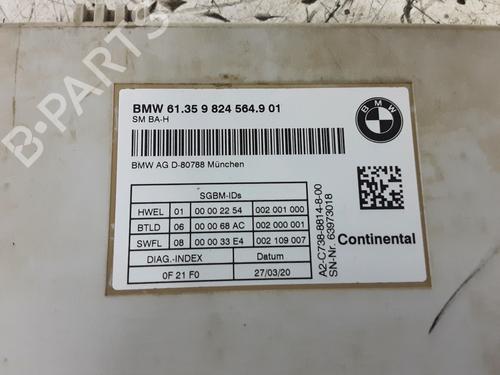 B-PARTS
BMW 61.35 9 824 564.9 01
SM BA-H
BMW
BMW AG D-80788 München
SGBM-IDs
HWEL 01 00 00 22 54 002 001 000
BTLD 06 00 00 68 AC 002 000 001
SWFL 08 00 00 33 E4 002 109 007
DIAG.-INDEX Datum
0F 21 F0 27/03/20
Continental
A2-C738-8814-8-00
SN-Nr. 63973018